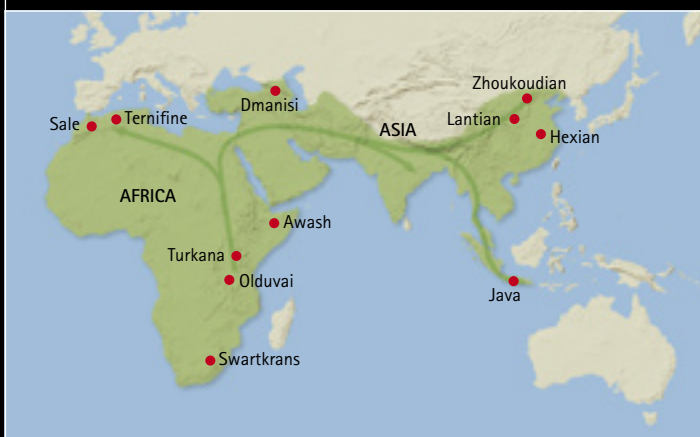 Zhoukoudian
Dmanisi
Lantian
Ternifine
Sale
ASIA
Hexian
AFRICA
Awash
Turkana
Olduvai
Java
Swartkrans